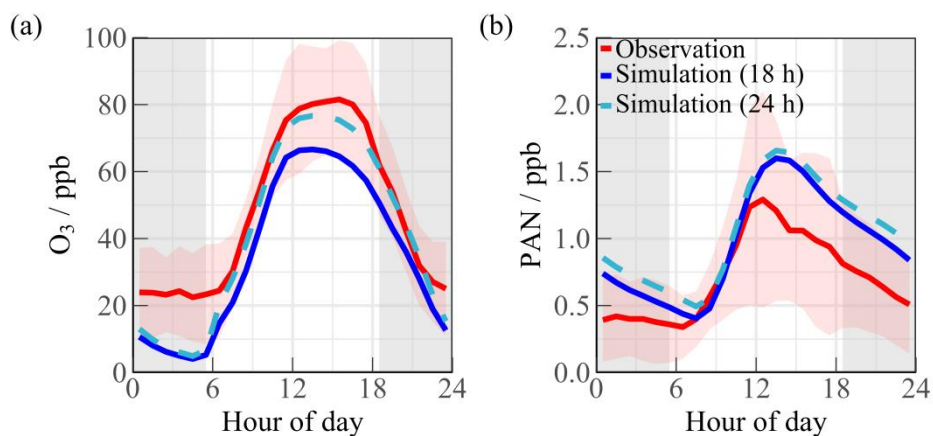 (a)
100
80
60
40
20
0
O3 / ppb
0 6 12 18 24
Hour of day
(b)
2.5
2.0
1.5
1.0
0.5
0.0
PAN / ppb
Observation
Simulation (18 h)
Simulation (24 h)
0 6 12 18 24
Hour of day